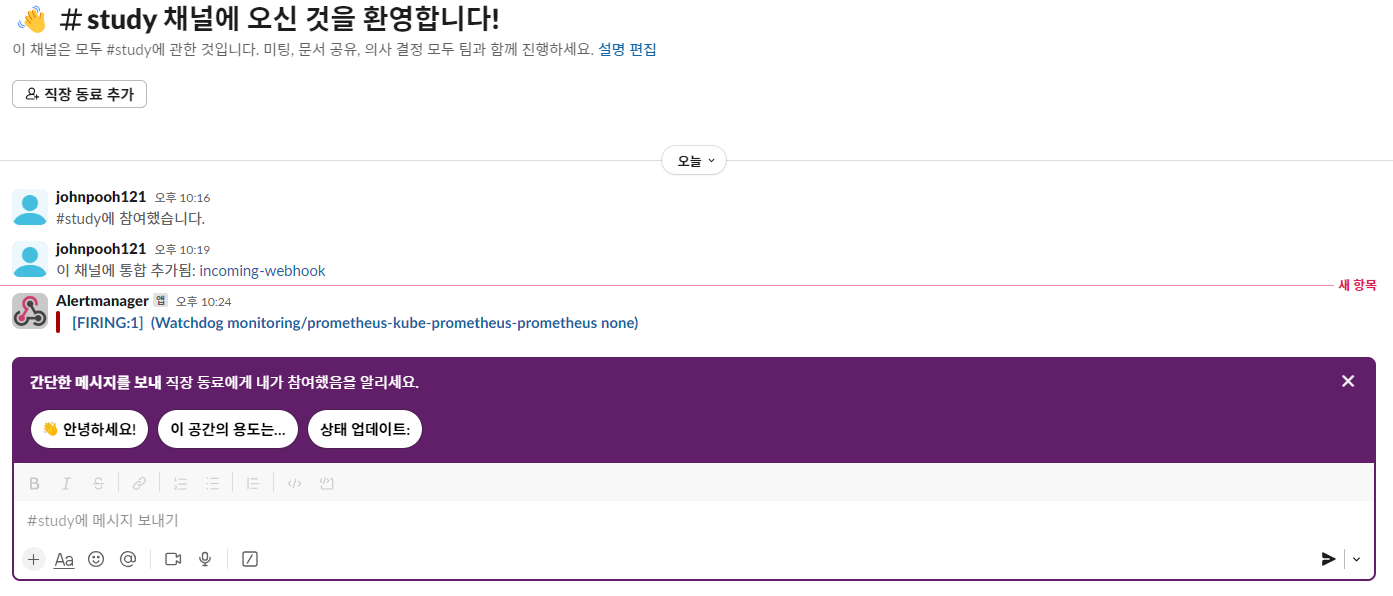 👋 # study 채널에 오신 것을 환영합니다!
이 채널은 모두 #study에 관한 것입니다. 미팅, 문서 공유, 의사 결정 모두 팀과 함께 진행하세요. 설명 편집
직장 동료 추가
오늘
johnpooh121 오후 10:16
#study에 참여했습니다.
johnpooh121 오후 10:19
이 채널에 통합 추가됨: incoming-webhook
새 항목
Alertmanager 앱 오후 10:24
[FIRING:1] (Watchdog monitoring/prometheus-kube-prometheus-prometheus none)
간단한 메시지를 보내 직장 동료에게 내가 참여했음을 알리세요.
👋 안녕하세요! 이 공간의 용도는... 상태 업데이트:
B I S
#study에 메시지 보내기
Aa @